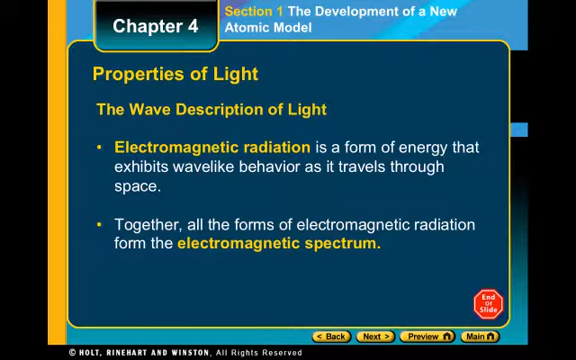 Chapter 4
Section 1 The Development of a New
Atomic Model
Properties of Light
The Wave Description of Light
• Electromagnetic radiation is a form of energy that
exhibits wavelike behavior as it travels through
space.
• Together, all the forms of electromagnetic radiation
form the electromagnetic spectrum.
End
Of
Slide
< Back
Next >
Preview
Main
© HOLT, RINEHART AND WINSTON, All Rights Reserved